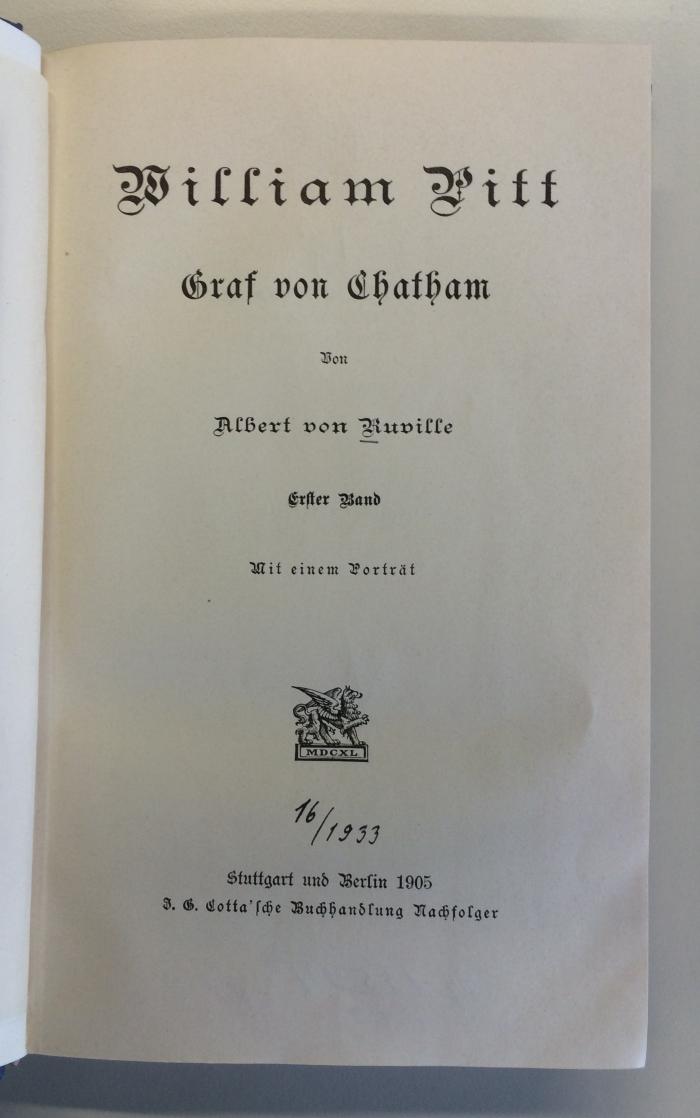 William Pitt
Graf von Chatham
Von
Albert von Ruville
Erster Band
Mit einem Porträt
MDCXL
16/1933
Stuttgart und Berlin 1905
J. G. Cotta'sche Buchhandlung Nachfolger